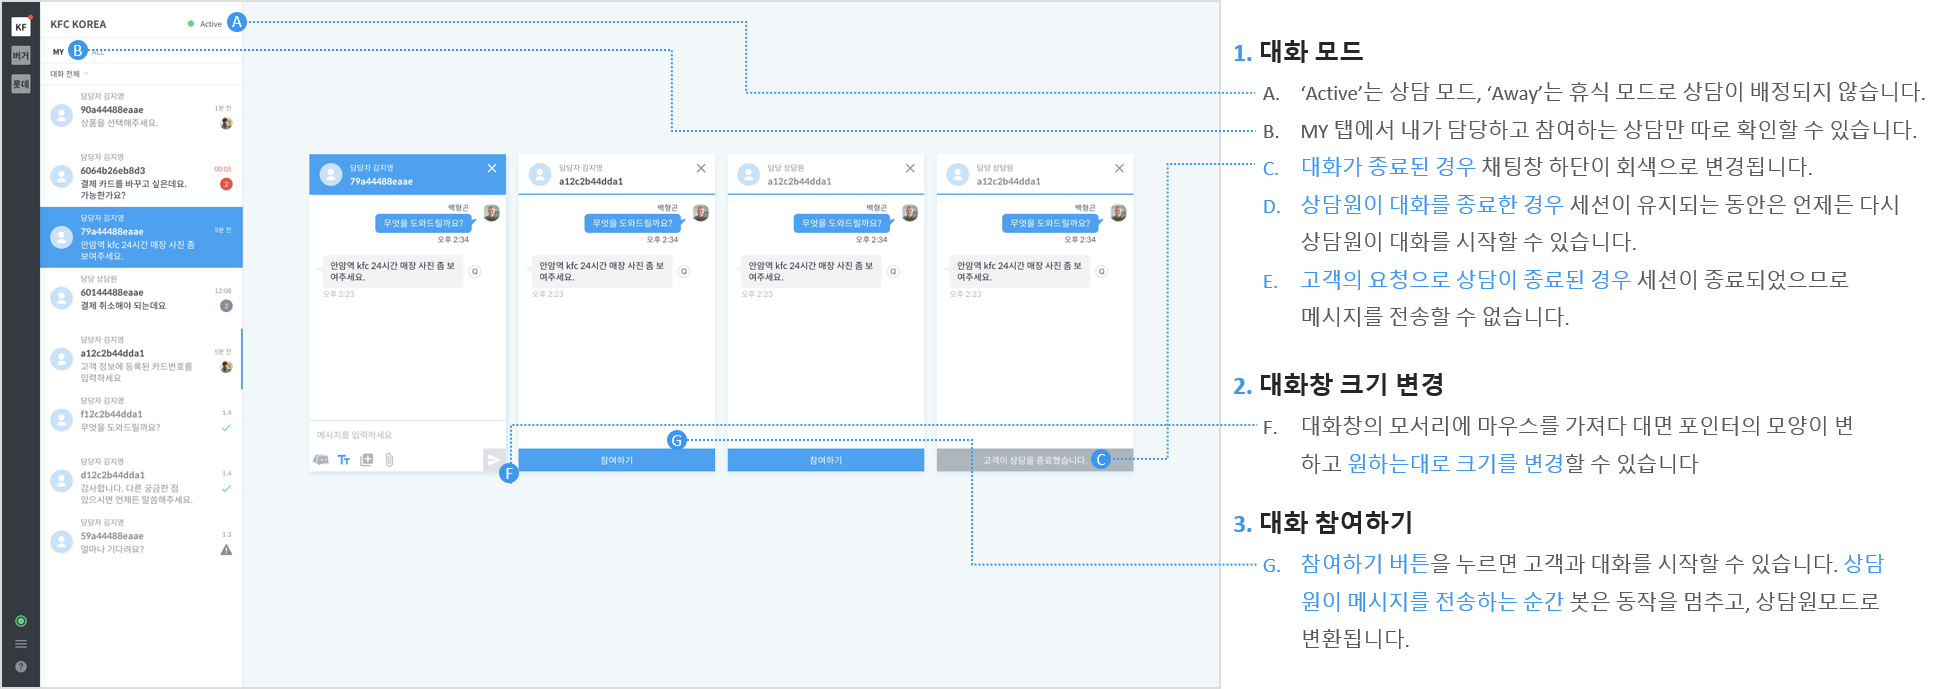 KF
버거
롯데
KFC KOREA
Active
A
MY
B
ALL
대화 전체
담당자 김지영
90a44488eaae
1분 전
상품을 선택해주세요.
담당자 김지영
6064b26eb8d3
00:05
결제 카드를 바꾸고 싶은데요.
가능한가요?
2
담당자 김지영
79a44488eaae
5분 전
안암역 kfc 24시간 매장 사진 좀
보여주세요.
담당 상담원
60144488eaae
12:08
결제 취소해야 되는데요
2
담당자 김지영
a12c2b44dda1
5분 전
고객 정보에 등록된 카드번호를
입력하세요
담당자 김지영
f12c2b44dda1
1.4
무엇을 도와드릴까요?
담당자 김지영
d12c2b44dda1
1.4
감사합니다. 다른 궁금한 점
있으시면 언제든 말씀해주세요.
담당자 김지영
59a44488eaae
1.3
얼마나 기다려요?
?
담당자 김지영
79a44488eaae
백형곤
무엇을 도와드릴까요?
오후 2:34
안암역 kfc 24시간 매장 사진 좀 보
여주세요.
Q
오후 2:23
메시지를 입력하세요
TT
F
담당자 김지영
a12c2b44dda1
백형곤
무엇을 도와드릴까요?
오후 2:34
안암역 kfc 24시간 매장 사진 좀 보
여주세요.
Q
오후 2:23
G
참여하기
담당 상담원
a12c2b44dda1
백형곤
무엇을 도와드릴까요?
오후 2:34
안암역 kfc 24시간 매장 사진 좀 보
여주세요.
Q
오후 2:23
참여하기
담당 상담원
a12c2b44dda1
백형곤
무엇을 도와드릴까요?
오후 2:34
안암역 kfc 24시간 매장 사진 좀 보
여주세요.
Q
오후 2:23
고객이 상담을 종료했습니다.
C
1. 대화 모드
A. ‘Active’는 상담 모드, ‘Away’는 휴식 모드로 상담이 배정되지 않습니다.
B. MY 탭에서 내가 담당하고 참여하는 상담만 따로 확인할 수 있습니다.
C. 대화가 종료된 경우 채팅창 하단이 회색으로 변경됩니다.
D. 상담원이 대화를 종료한 경우 세션이 유지되는 동안은 언제든 다시
상담원이 대화를 시작할 수 있습니다.
E. 고객의 요청으로 상담이 종료된 경우 세션이 종료되었으므로
메시지를 전송할 수 없습니다.
2. 대화창 크기 변경
F. 대화창의 모서리에 마우스를 가져다 대면 포인터의 모양이 변
하고 원하는대로 크기를 변경할 수 있습니다
3. 대화 참여하기
G. 참여하기 버튼을 누르면 고객과 대화를 시작할 수 있습니다. 상담
원이 메시지를 전송하는 순간 봇은 동작을 멈추고, 상담원모드로
변환됩니다.